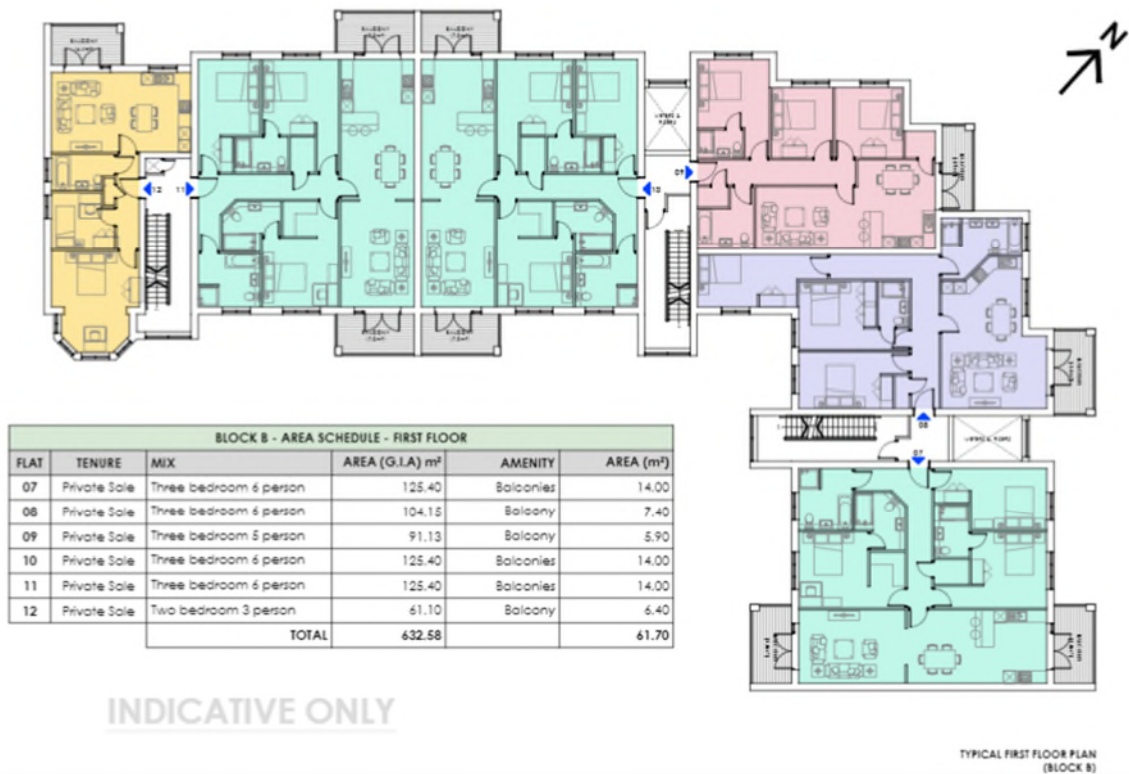 N
12
11
10
09
08
07
BLOCK B - AREA SCHEDULE - FIRST FLOOR
FLAT TENURE MIX AREA (G.I.A) m² AMENITY AREA (m²)
07 Private Sale Three bedroom 6 person 125.40 Balconies 14.00
08 Private Sale Three bedroom 6 person 104.15 Balcony 7.40
09 Private Sale Three bedroom 5 person 91.13 Balcony 5.90
10 Private Sale Three bedroom 6 person 125.40 Balconies 14.00
11 Private Sale Three bedroom 6 person 125.40 Balconies 14.00
12 Private Sale Two bedroom 3 person 61.10 Balcony 6.40
TOTAL 632.58 61.70
INDICATIVE ONLY
TYPICAL FIRST FLOOR PLAN
(BLOCK B)